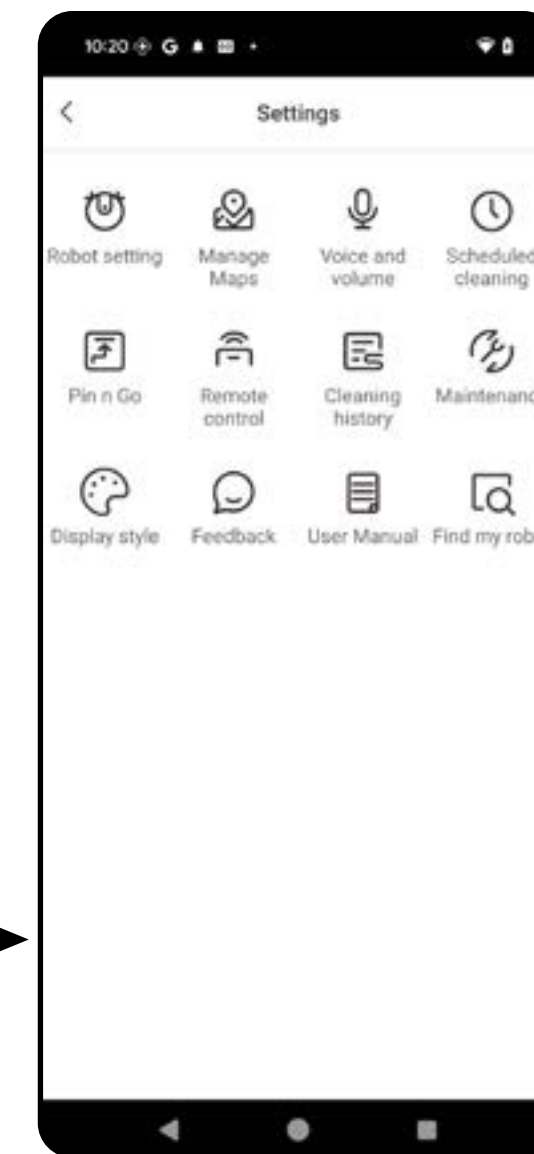 10:20 G
Settings
Robot setting
Manage
Maps
Voice and
volume
Scheduled
cleaning
Pin n Go
Remote
control
Cleaning
history
Maintenanc
Display style
Feedback
User Manual
Find my rob